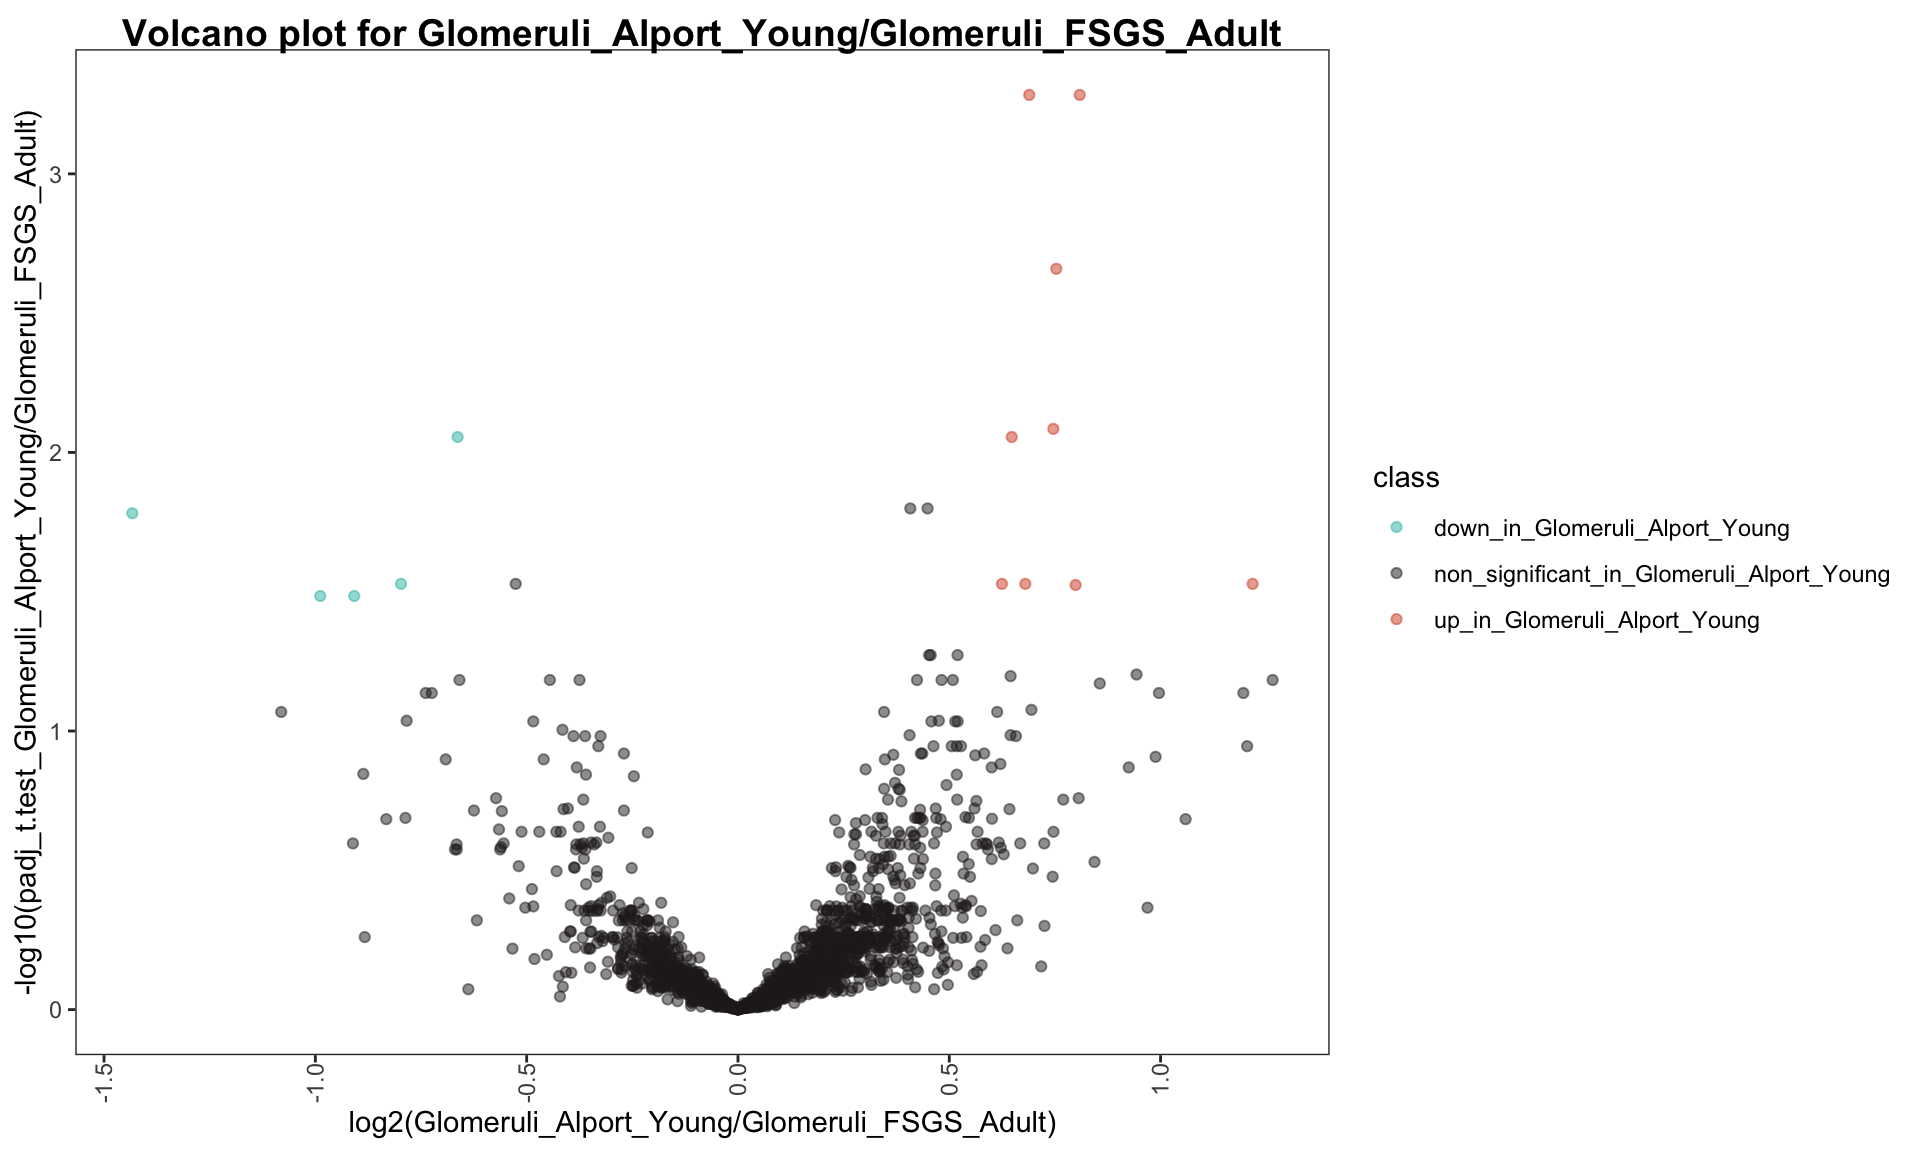 Volcano plot for Glomeruli_Alport_Young/Glomeruli_FSGS_Adult
-log10(padj_t.test_Glomeruli_Alport_Young/Glomeruli_FSGS_Adult)
3
2
1
0
-1.5
-1.0
-0.5
0.0
0.5
1.0
log2(Glomeruli_Alport_Young/Glomeruli_FSGS_Adult)
class
down_in_Glomeruli_Alport_Young
non_significant_in_Glomeruli_Alport_Young
up_in_Glomeruli_Alport_Young